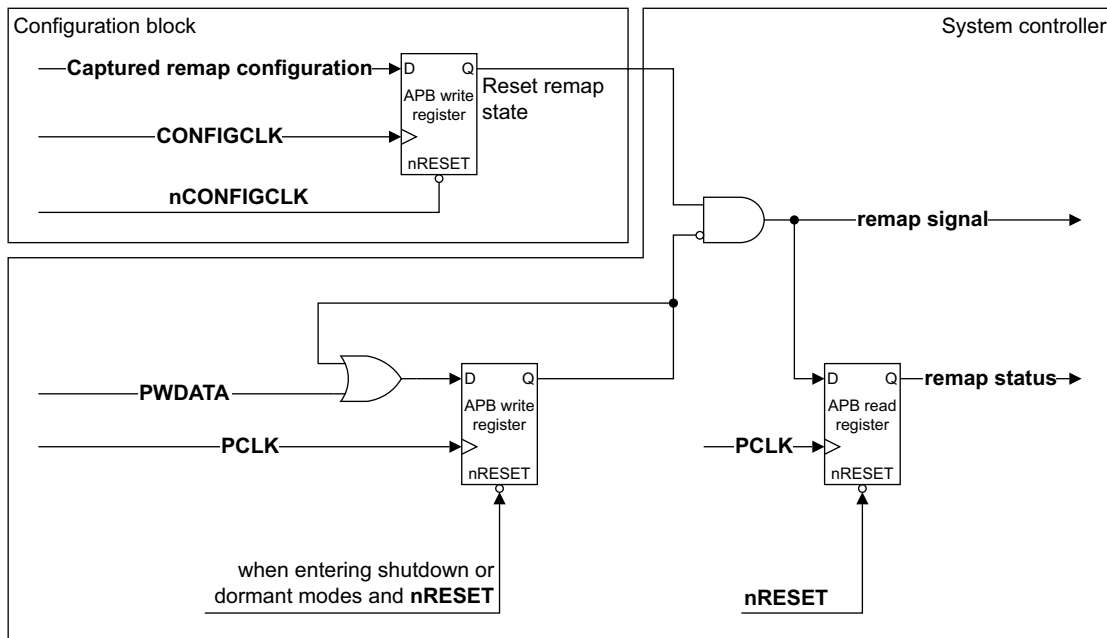 Configuration block
System controller
Captured remap configuration
D
Q
APB write
register
nRESET
Reset remap
state
CONFIGCLK
nCONFIGCLK
remap signal
PWDATA
D
Q
APB write
register
nRESET
PCLK
when entering shutdown or
dormant modes and nRESET
D
Q
APB read
register
nRESET
remap status
PCLK
nRESET